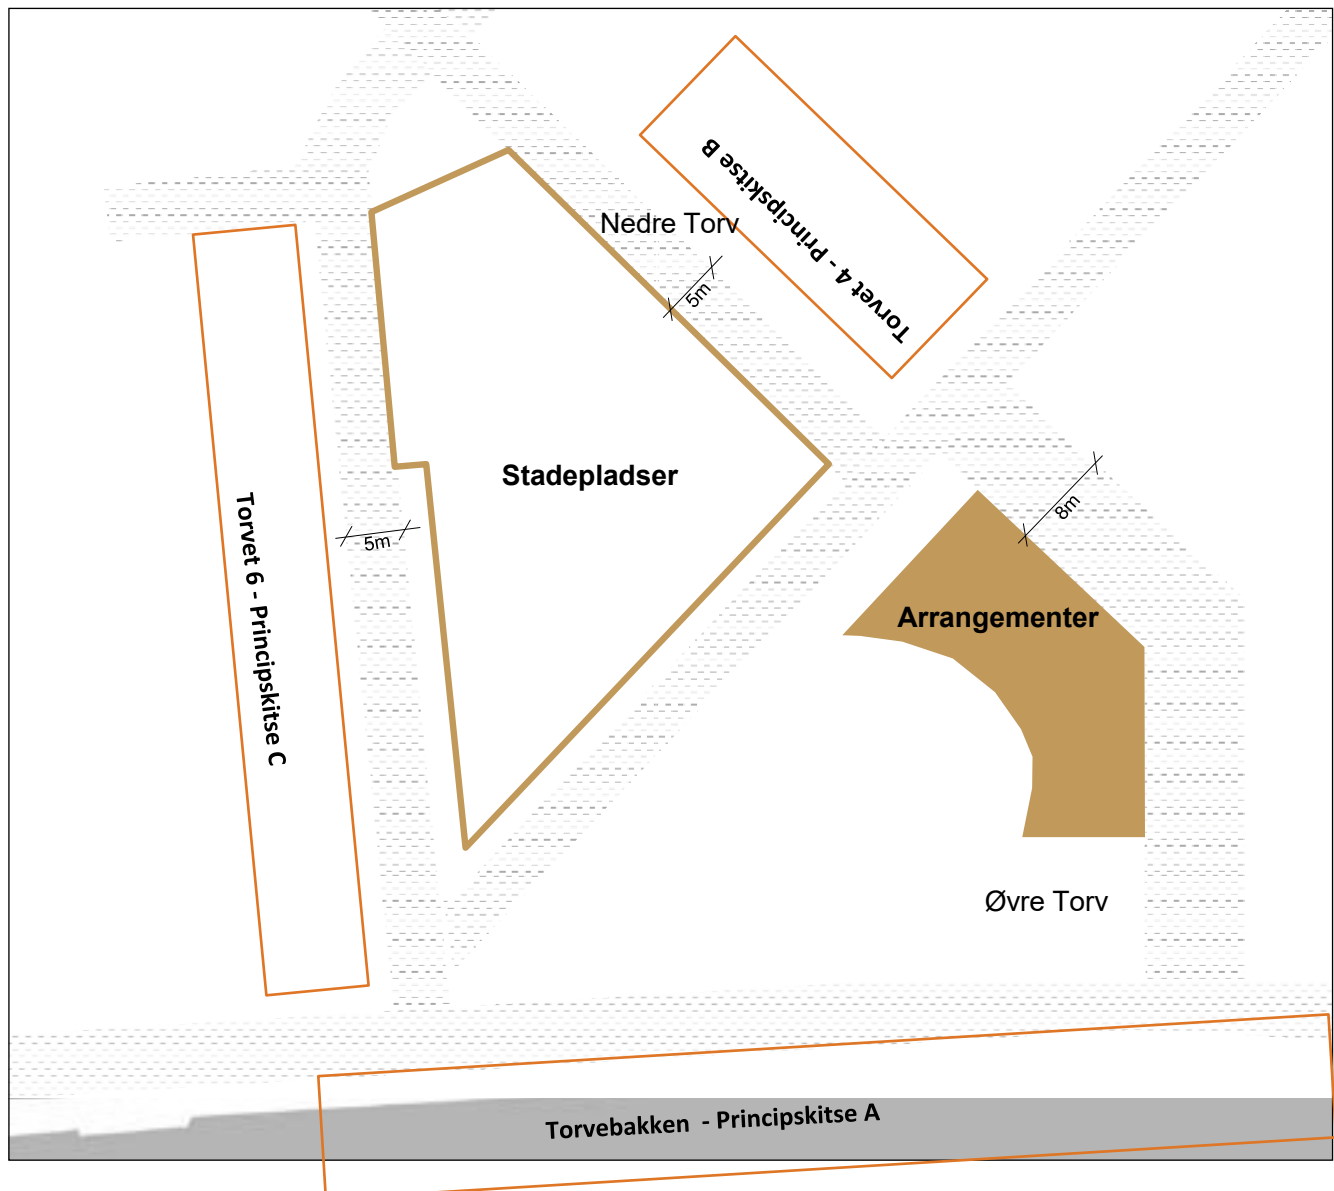 Torvet 4 - Principskitse B
Nedre Torv
5m
Stadepladser
8m
5m
Torvet 6 - Principskitse C
Arrangementer
Øvre Torv
Torvebakken - Principskitse A